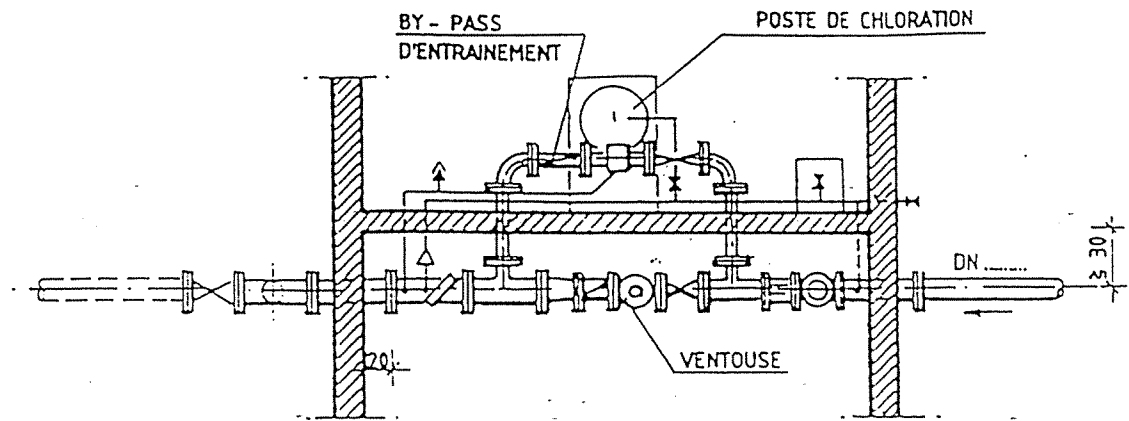 BY - PASS
D'ENTRAINEMENT
POSTE DE CHLORATION
≥ 30
DN ........
20
VENTOUSE